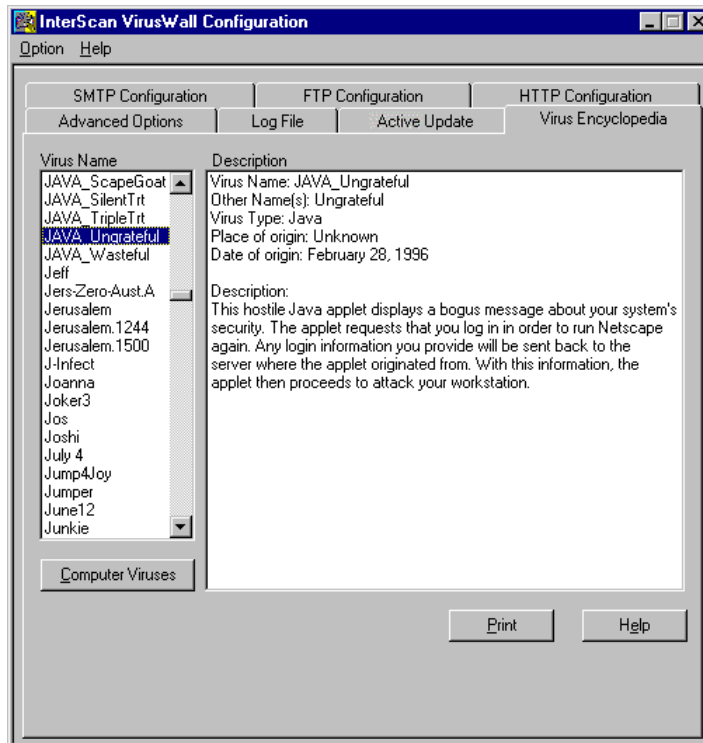 InterScan VirusWall Configuration
Option Help
SMTP Configuration FTP Configuration HTTP Configuration
Advanced Options Log File Active Update Virus Encyclopedia
Virus Name
JAVA_ScapeGoat
JAVA_SilentTrt
JAVA_TripleTrt
JAVA_Ungrateful
JAVA_Wasteful
Jeff
Jers-Zero-Aust.A
Jerusalem
Jerusalem.1244
Jerusalem.1500
J-Infect
Joanna
Joker3
Jos
Joshi
July 4
Jump4Joy
Jumper
June12
Junkie
Computer Viruses
Description
Virus Name: JAVA_Ungrateful
Other Name(s): Ungrateful
Virus Type: Java
Place of origin: Unknown
Date of origin: February 28, 1996
Description:
This hostile Java applet displays a bogus message about your system's
security. The applet requests that you log in in order to run Netscape
again. Any login information you provide will be sent back to the
server where the applet originated from. With this information, the
applet then proceeds to attack your workstation.
Print Help